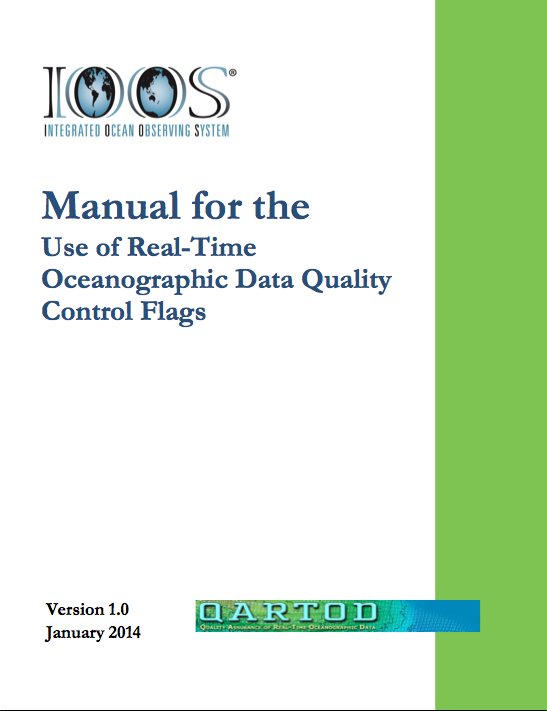 IOOS®
INTEGRATED OCEAN OBSERVING SYSTEM
Manual for the
Use of Real-Time
Oceanographic Data Quality
Control Flags
Version 1.0
January 2014
QARTOD
QUALITY ASSURANCE OF REAL-TIME OCEANOGRAPHIC DATA